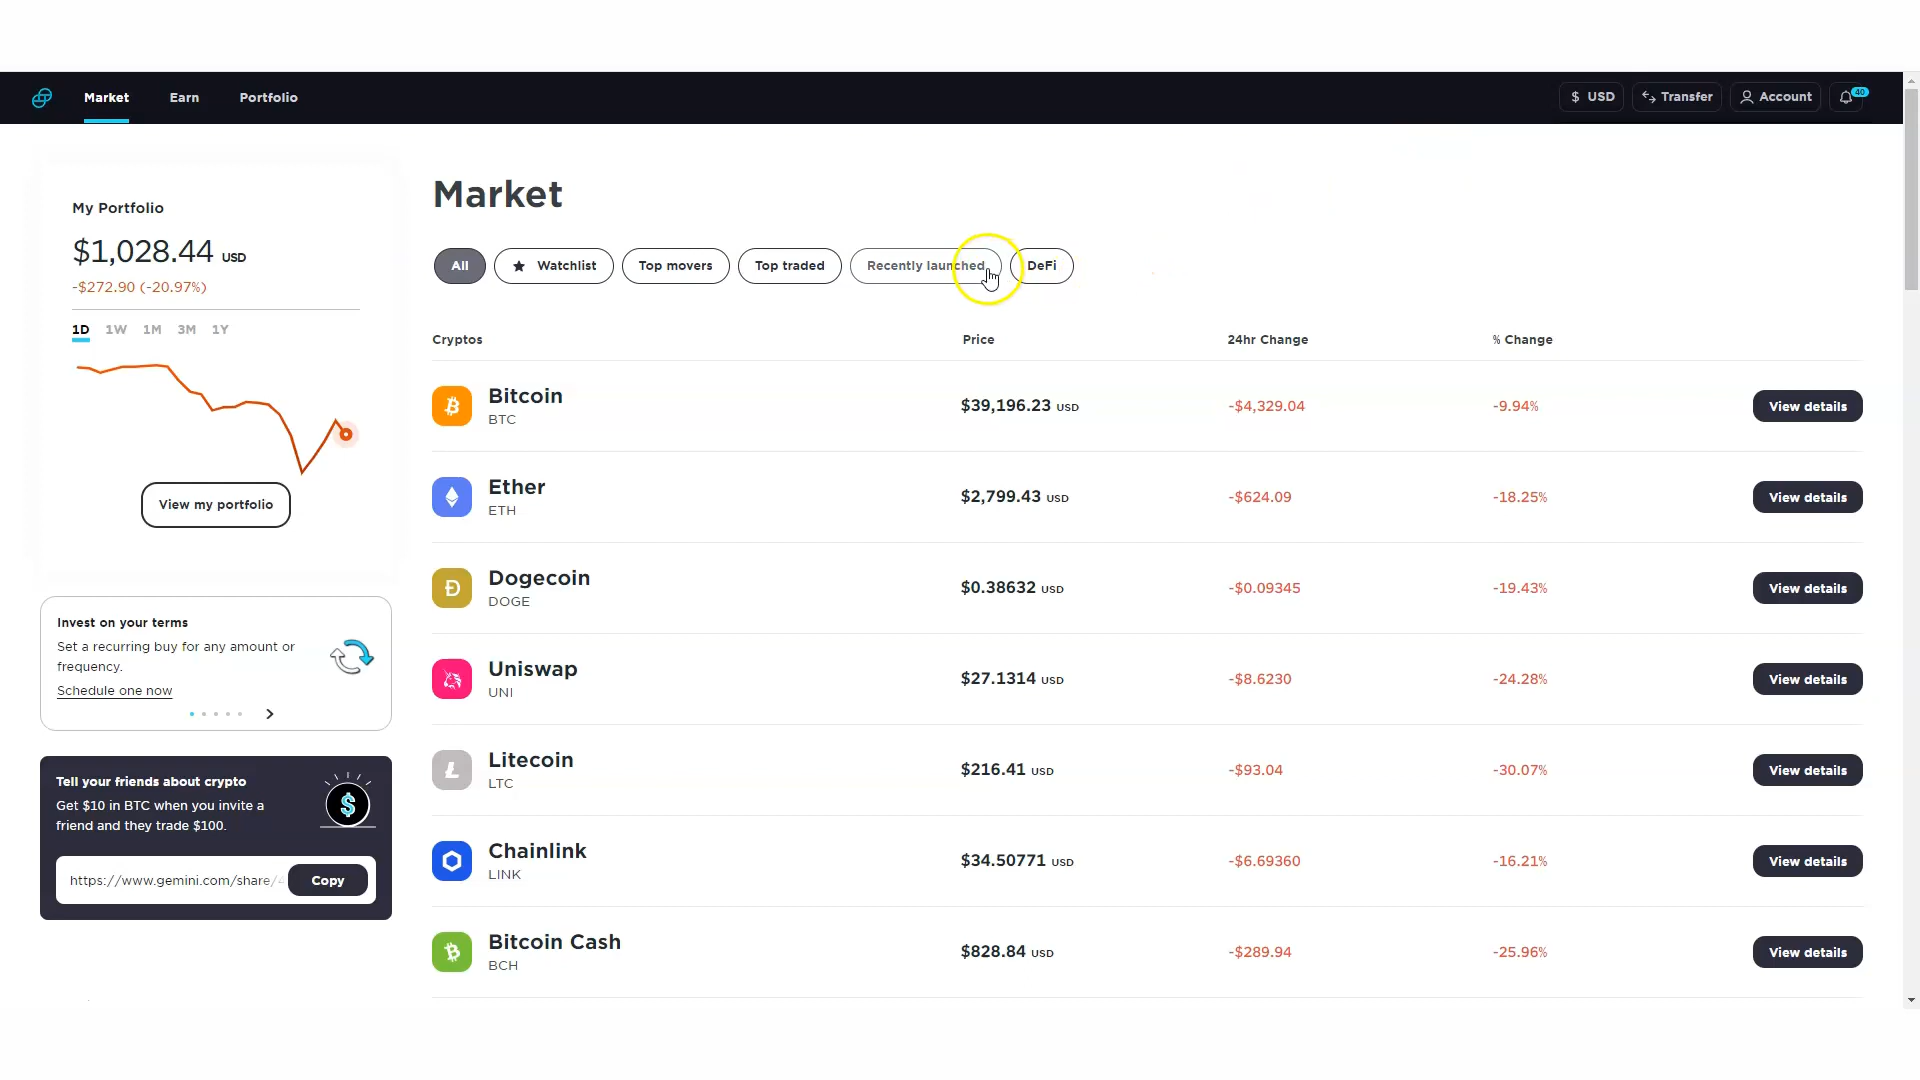 Market
Earn
Portfolio
$ USD
Transfer
Account
40
My Portfolio
$1,028.44 USD
-$272.90 (-20.97%)
1D 1W 1M 3M 1Y
View my portfolio
Invest on your terms
Set a recurring buy for any amount or
frequency.
Schedule one now
Tell your friends about crypto
Get $10 in BTC when you invite a
friend and they trade $100.
$
https://www.gemini.com/share/
Copy
Market
All
Watchlist
Top movers
Top traded
Recently launched
DeFi
Cryptos Price 24hr Change % Change
Bitcoin
BTC
$39,196.23 USD -$4,329.04 -9.94% View details
Ether
ETH
$2,799.43 USD -$624.09 -18.25% View details
Dogecoin
DOGE
$0.38632 USD -$0.09345 -19.43% View details
Uniswap
UNI
$27.1314 USD -$8.6230 -24.28% View details
Litecoin
LTC
$216.41 USD -$93.04 -30.07% View details
Chainlink
LINK
$34.50771 USD -$6.69360 -16.21% View details
Bitcoin Cash
BCH
$828.84 USD -$289.94 -25.96% View details